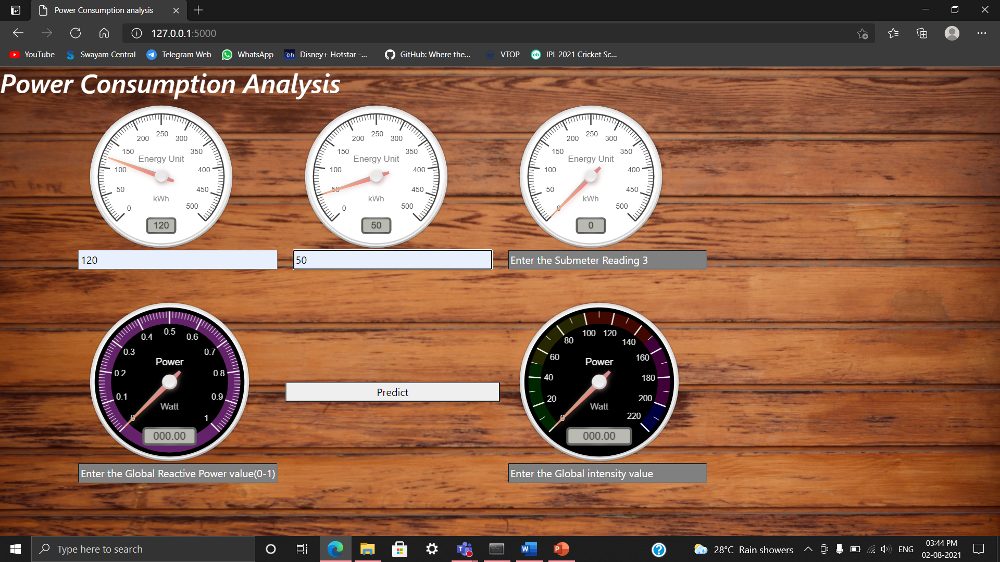 Power Consumption analysis
127.0.0.1:5000
YouTube Swayam Central Telegram Web WhatsApp Disney+ Hotstar -... GitHub: Where the... VTOP IPL 2021 Cricket Sc...
Power Consumption Analysis
0 50 100 150 200 250 300 350 400 450 500
Energy Unit
kWh
120
0 50 100 150 200 250 300 350 400 450 500
Energy Unit
kWh
50
0 50 100 150 200 250 300 350 400 450 500
Energy Unit
kWh
0
120
50
Enter the Submeter Reading 3
0 0.1 0.2 0.3 0.4 0.5 0.6 0.7 0.8 0.9 1
Power
Watt
000.00
Predict
0 20 40 60 80 100 120 140 160 180 200 220
Power
Watt
000.00
Enter the Global Reactive Power value(0-1)
Enter the Global intensity value
Type here to search
28°C Rain showers
ENG
03:44 PM
02-08-2021